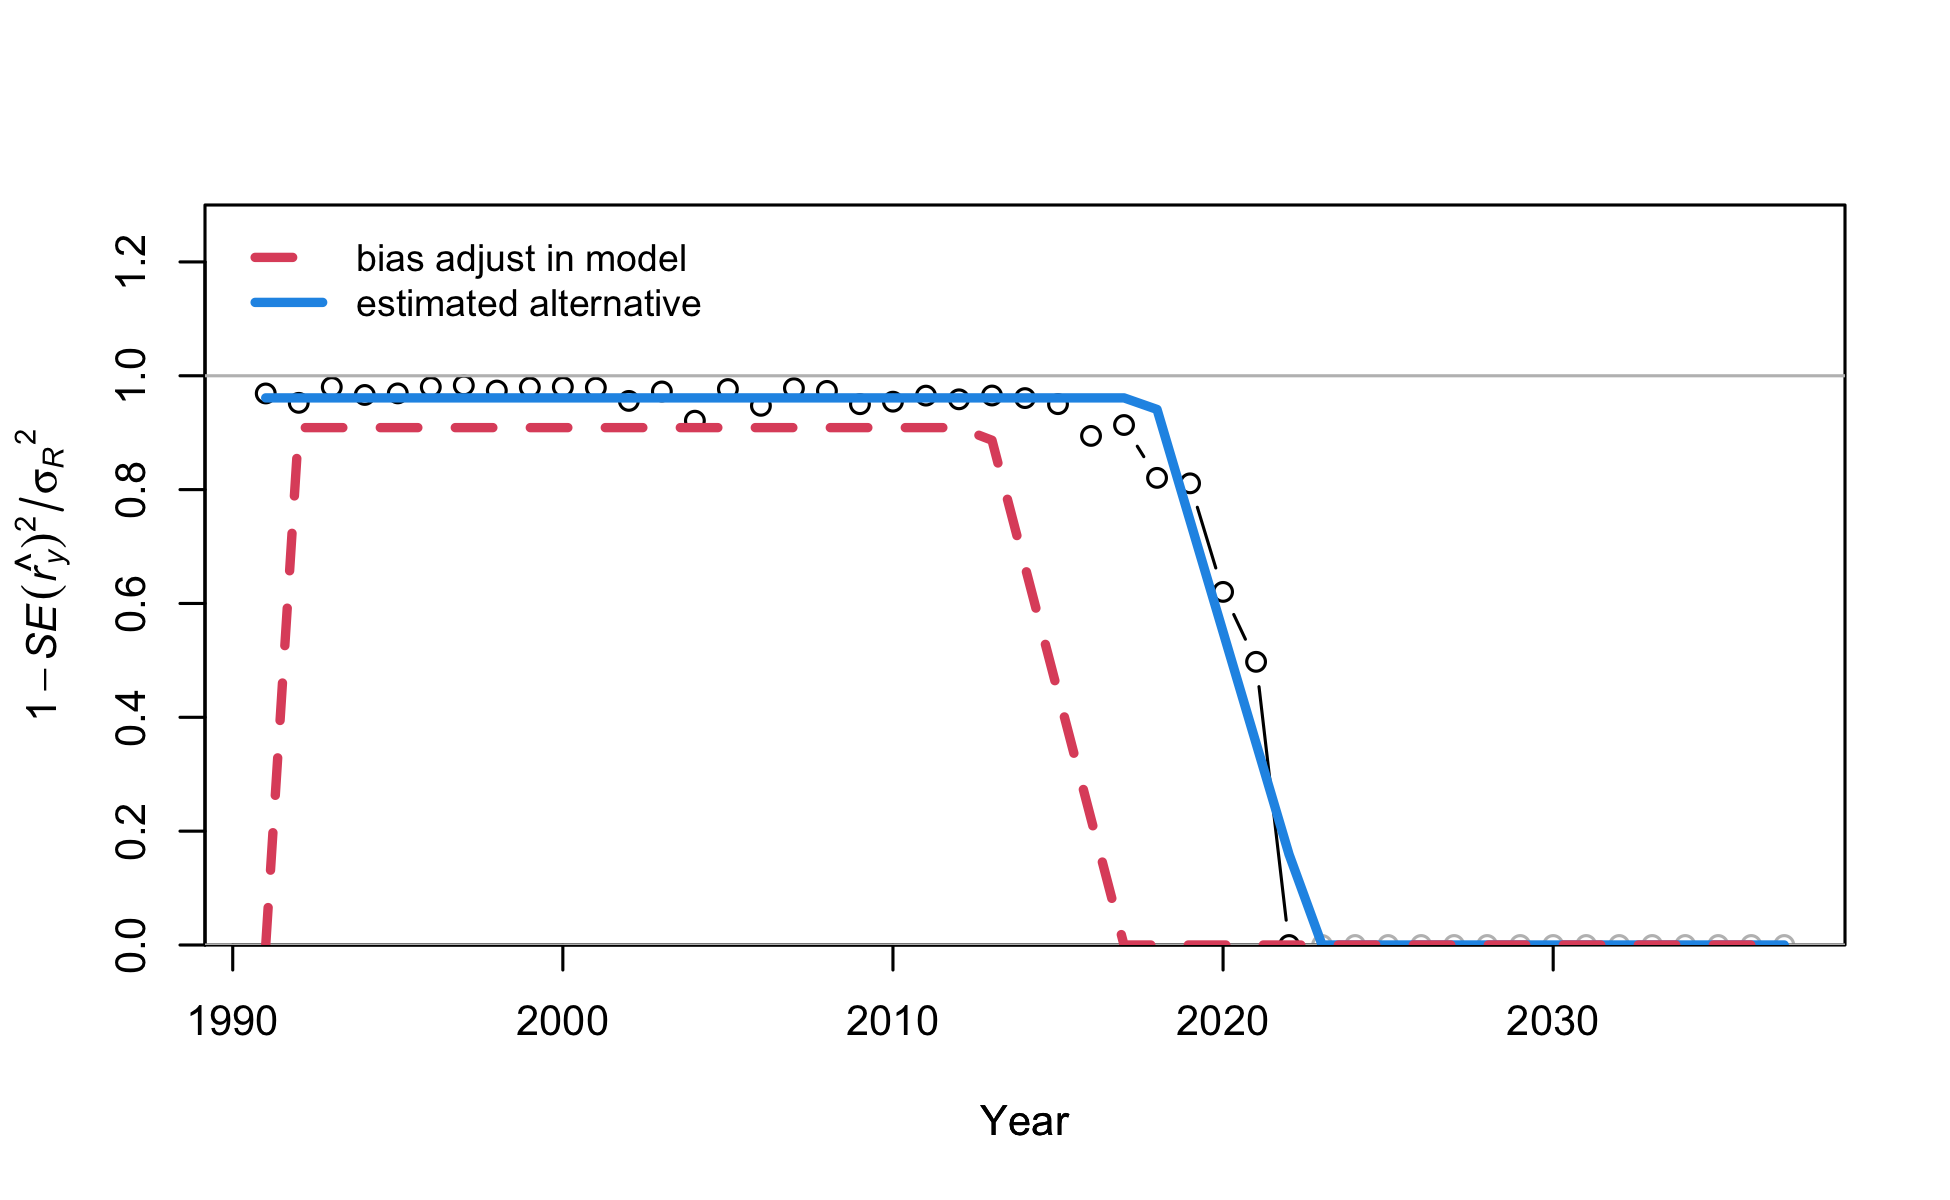 bias adjust in model
estimated alternative
1 − SE(r̂y)² / σR²
1.2
1.0
0.8
0.6
0.4
0.2
0.0
1990 2000 2010 2020 2030
Year